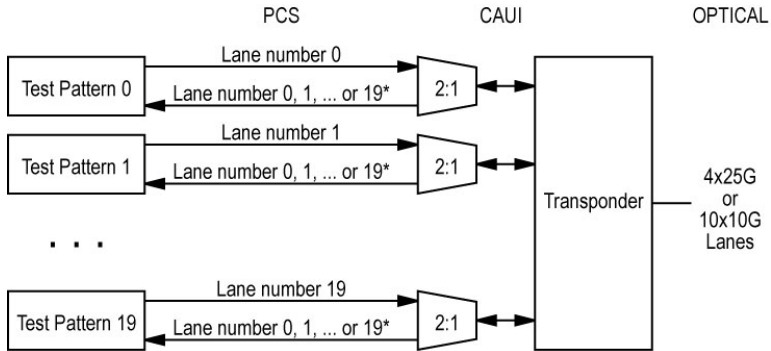 PCS CAUI OPTICAL
Lane number 0
Test Pattern 0
Lane number 0, 1, ... or 19*
2:1
Lane number 1
Test Pattern 1
Lane number 0, 1, ... or 19*
2:1
. . .
Lane number 19
Test Pattern 19
Lane number 0, 1, ... or 19*
2:1
Transponder
4x25G
or
10x10G
Lanes